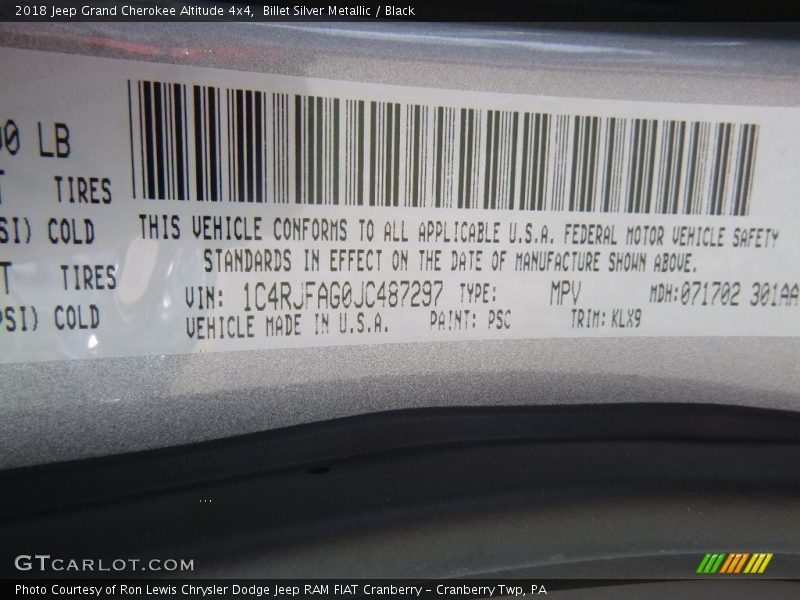 2018 Jeep Grand Cherokee Altitude 4x4, Billet Silver Metallic / Black
00 LB
TIRES
SI) COLD
TIRES
PSI) COLD
THIS VEHICLE CONFORMS TO ALL APPLICABLE U.S.A. FEDERAL MOTOR VEHICLE SAFETY
STANDARDS IN EFFECT ON THE DATE OF MANUFACTURE SHOWN ABOVE.
VIN: 1C4RJFAG0JC487297 TYPE: MPV MDH:071702 301AA
VEHICLE MADE IN U.S.A. PAINT: PSC TRIM: KLX9
GTCARLOT.COM
Photo Courtesy of Ron Lewis Chrysler Dodge Jeep RAM FIAT Cranberry - Cranberry Twp, PA